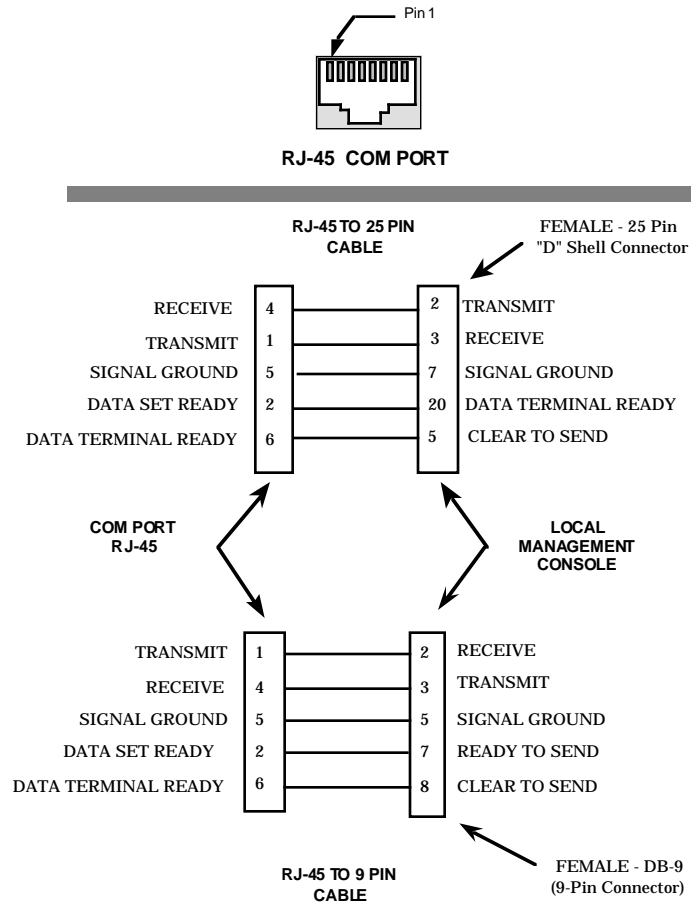 Pin 1
RJ-45 COM PORT
RJ-45 TO 25 PIN
CABLE
FEMALE - 25 Pin
"D" Shell Connector
RECEIVE 4 2 TRANSMIT
TRANSMIT 1 3 RECEIVE
SIGNAL GROUND 5 7 SIGNAL GROUND
DATA SET READY 2 20 DATA TERMINAL READY
DATA TERMINAL READY 6 5 CLEAR TO SEND
COM PORT
RJ-45
LOCAL
MANAGEMENT
CONSOLE
TRANSMIT 1 2 RECEIVE
RECEIVE 4 3 TRANSMIT
SIGNAL GROUND 5 5 SIGNAL GROUND
DATA SET READY 2 7 READY TO SEND
DATA TERMINAL READY 6 8 CLEAR TO SEND
RJ-45 TO 9 PIN
CABLE
FEMALE - DB-9
(9-Pin Connector)